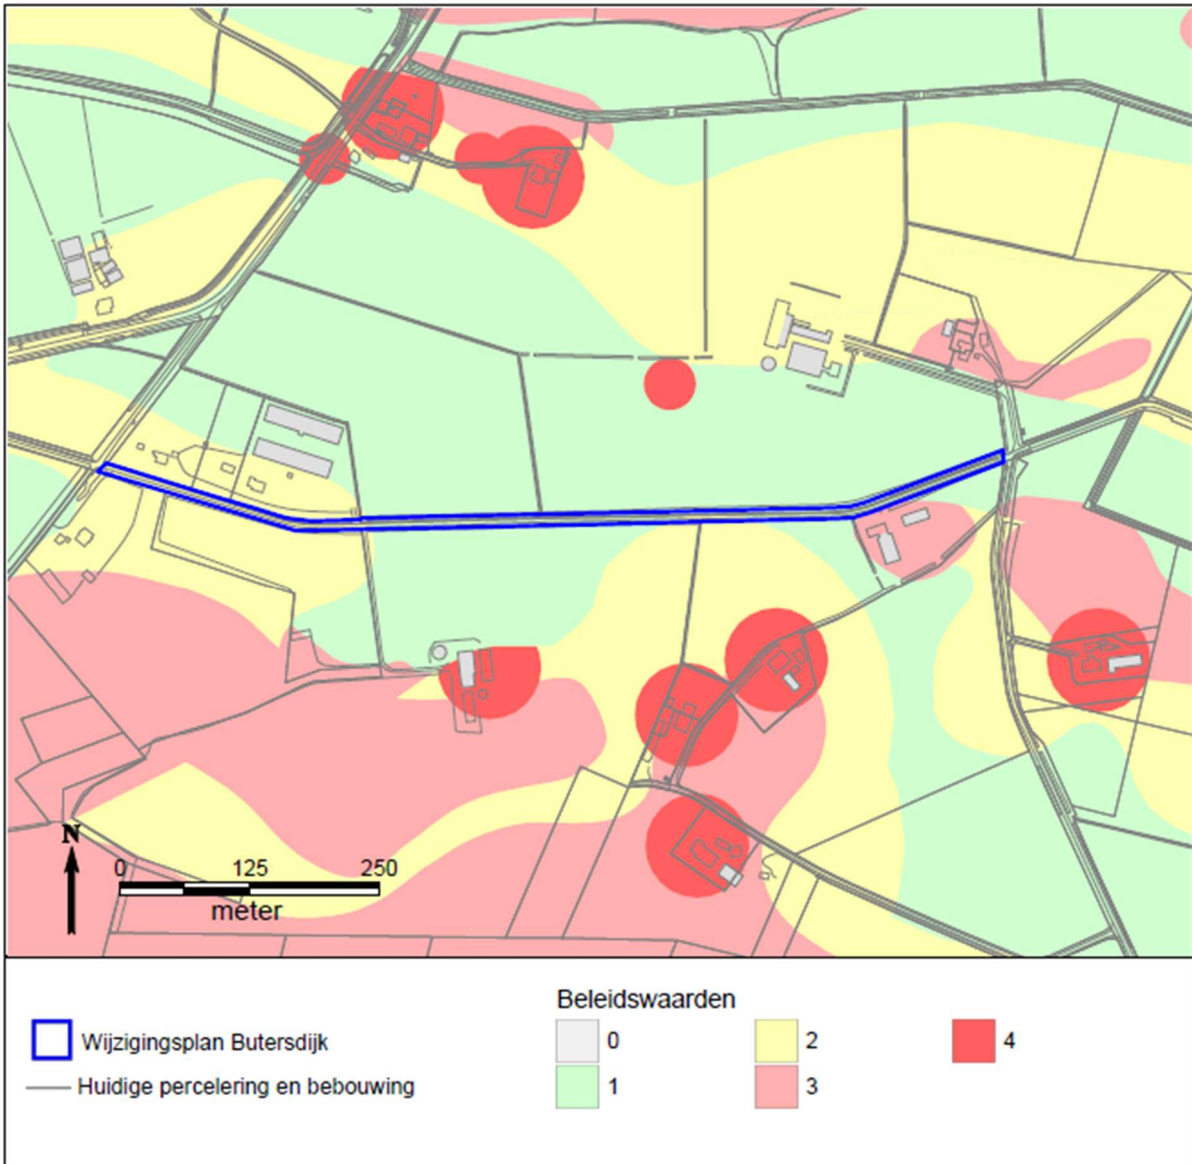 N
0 125 250
meter
Beleidswaarden
Wijzigingsplan Butersdijk
Huidige percelering en bebouwing
0 2 4
1 3